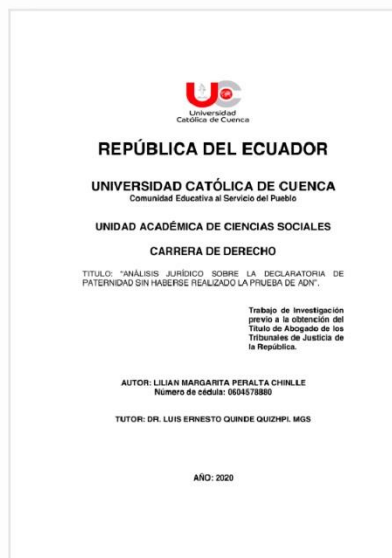 UC
Universidad
Católica de Cuenca
REPÚBLICA DEL ECUADOR
UNIVERSIDAD CATÓLICA DE CUENCA
Comunidad Educativa al Servicio del Pueblo
UNIDAD ACADÉMICA DE CIENCIAS SOCIALES
CARRERA DE DERECHO
TITULO: "ANÁLISIS JURÍDICO SOBRE LA DECLARATORIA DE
PATERNIDAD SIN HABERSE REALIZADO LA PRUEBA DE ADN".
Trabajo de Investigación
previo a la obtención del
Título de Abogado de los
Tribunales de Justicia de
la República.
AUTOR: LILIAN MARGARITA PERALTA CHINLLE
Número de cédula: 0604578880
TUTOR: DR. LUIS ERNESTO QUINDE QUIZHPI. MGS
AÑO: 2020